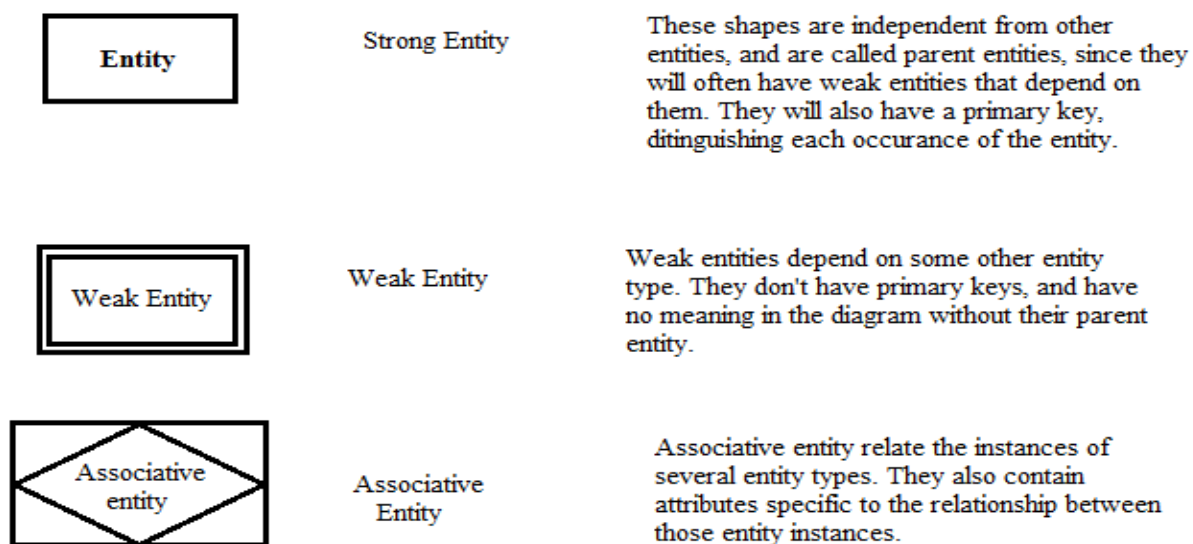 Entity
Strong Entity
These shapes are independent from other
entities, and are called parent entities, since they
will often have weak entities that depend on
them. They will also have a primary key,
ditinguishing each occurance of the entity.
Weak Entity
Weak Entity
Weak entities depend on some other entity
type. They don't have primary keys, and have
no meaning in the diagram without their parent
entity.
Associative
entity
Associative
Entity
Associative entity relate the instances of
several entity types. They also contain
attributes specific to the relationship between
those entity instances.